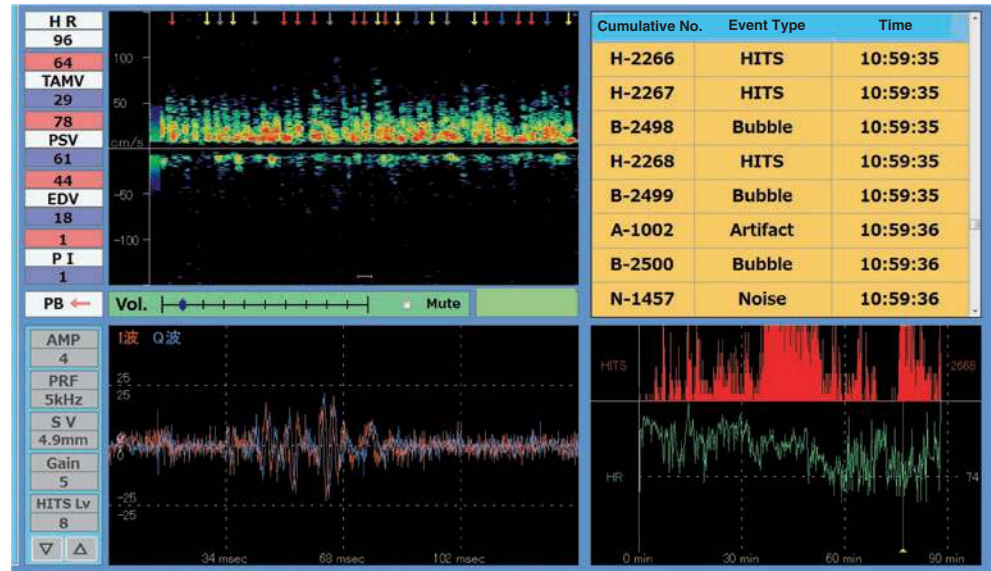 HR
96
64
TAMV
29
78
PSV
61
44
EDV
18
1
PI
1
PB ←
100
50
cm/s
-50
-100
Vol.
Mute
Cumulative No. Event Type Time
H-2266 HITS 10:59:35
H-2267 HITS 10:59:35
B-2498 Bubble 10:59:35
H-2268 HITS 10:59:35
B-2499 Bubble 10:59:35
A-1002 Artifact 10:59:36
B-2500 Bubble 10:59:36
N-1457 Noise 10:59:36
AMP
4
PRF
5kHz
SV
4.9mm
Gain
5
HITS Lv
8
I波 Q波
25
25
-25
-25
34 msec 68 msec 102 msec
HITS 2668
HR 74
0 min 30 min 60 min 90 min